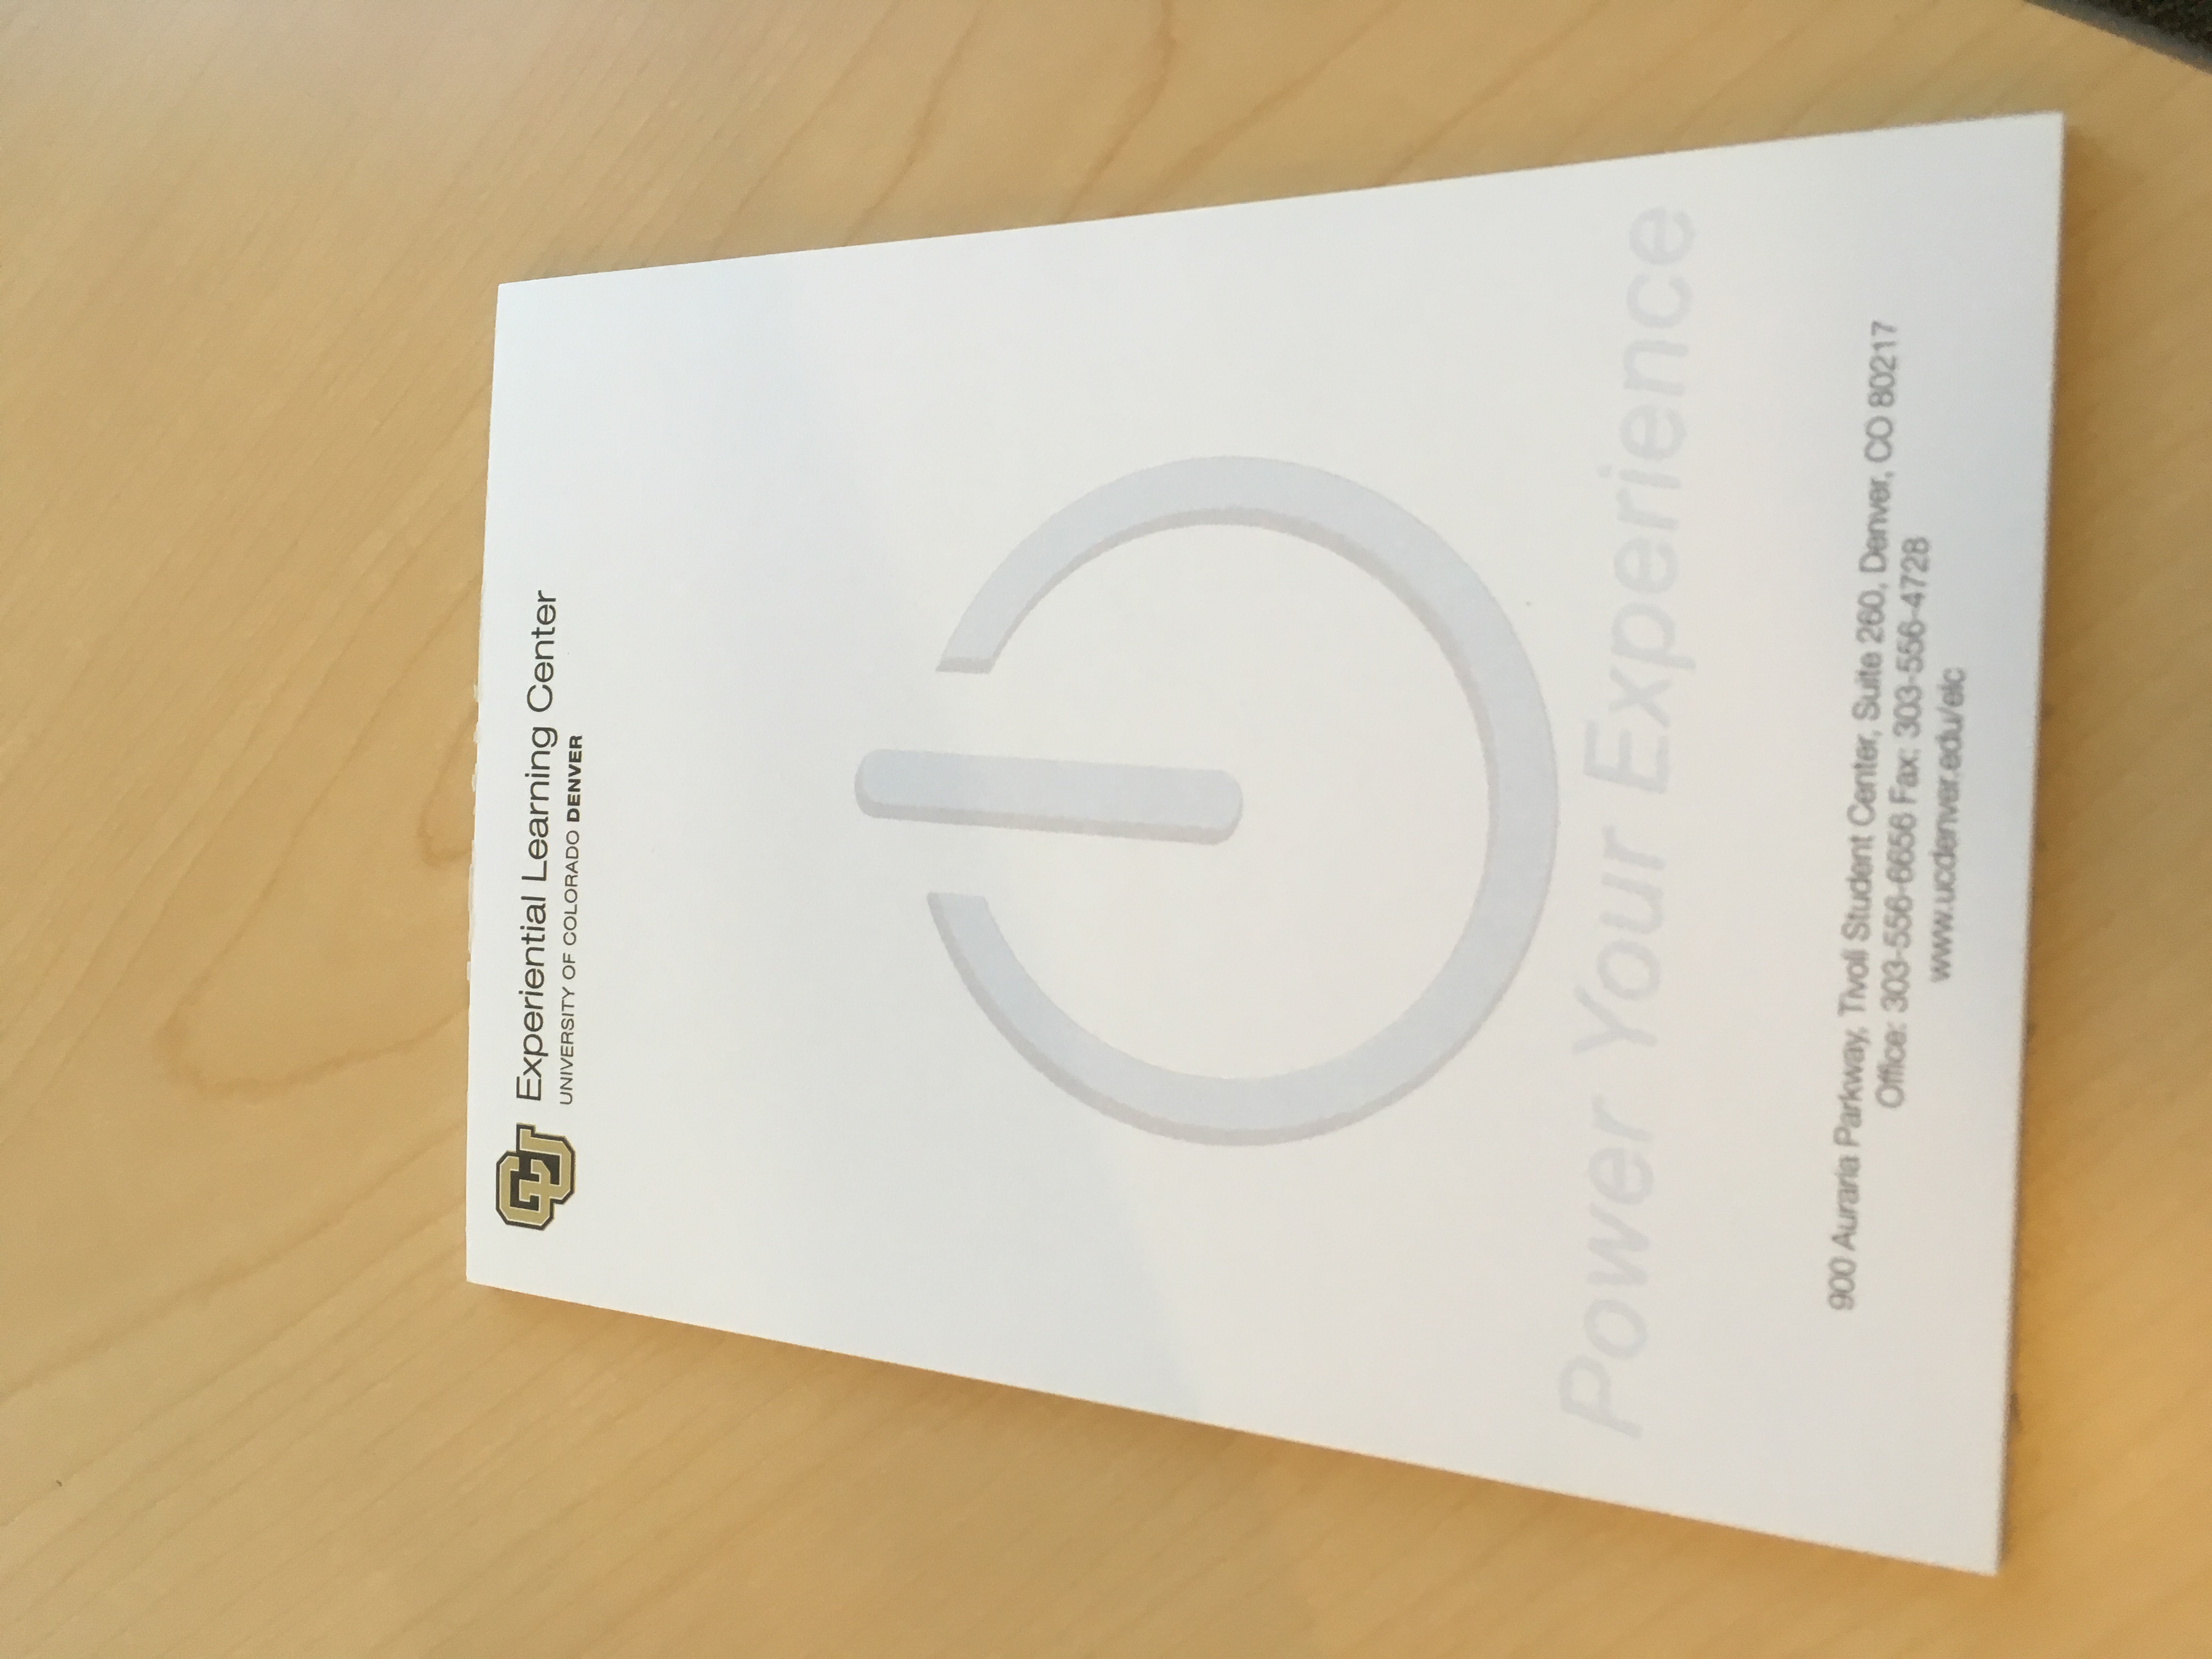 CU
Experiential Learning Center
UNIVERSITY OF COLORADO DENVER
Power Your Experience
900 Auraria Parkway, Tivoli Student Center, Suite 260, Denver, CO 80217
Office: 303-556-6656 Fax: 303-556-4728
www.ucdenver.edu/elc